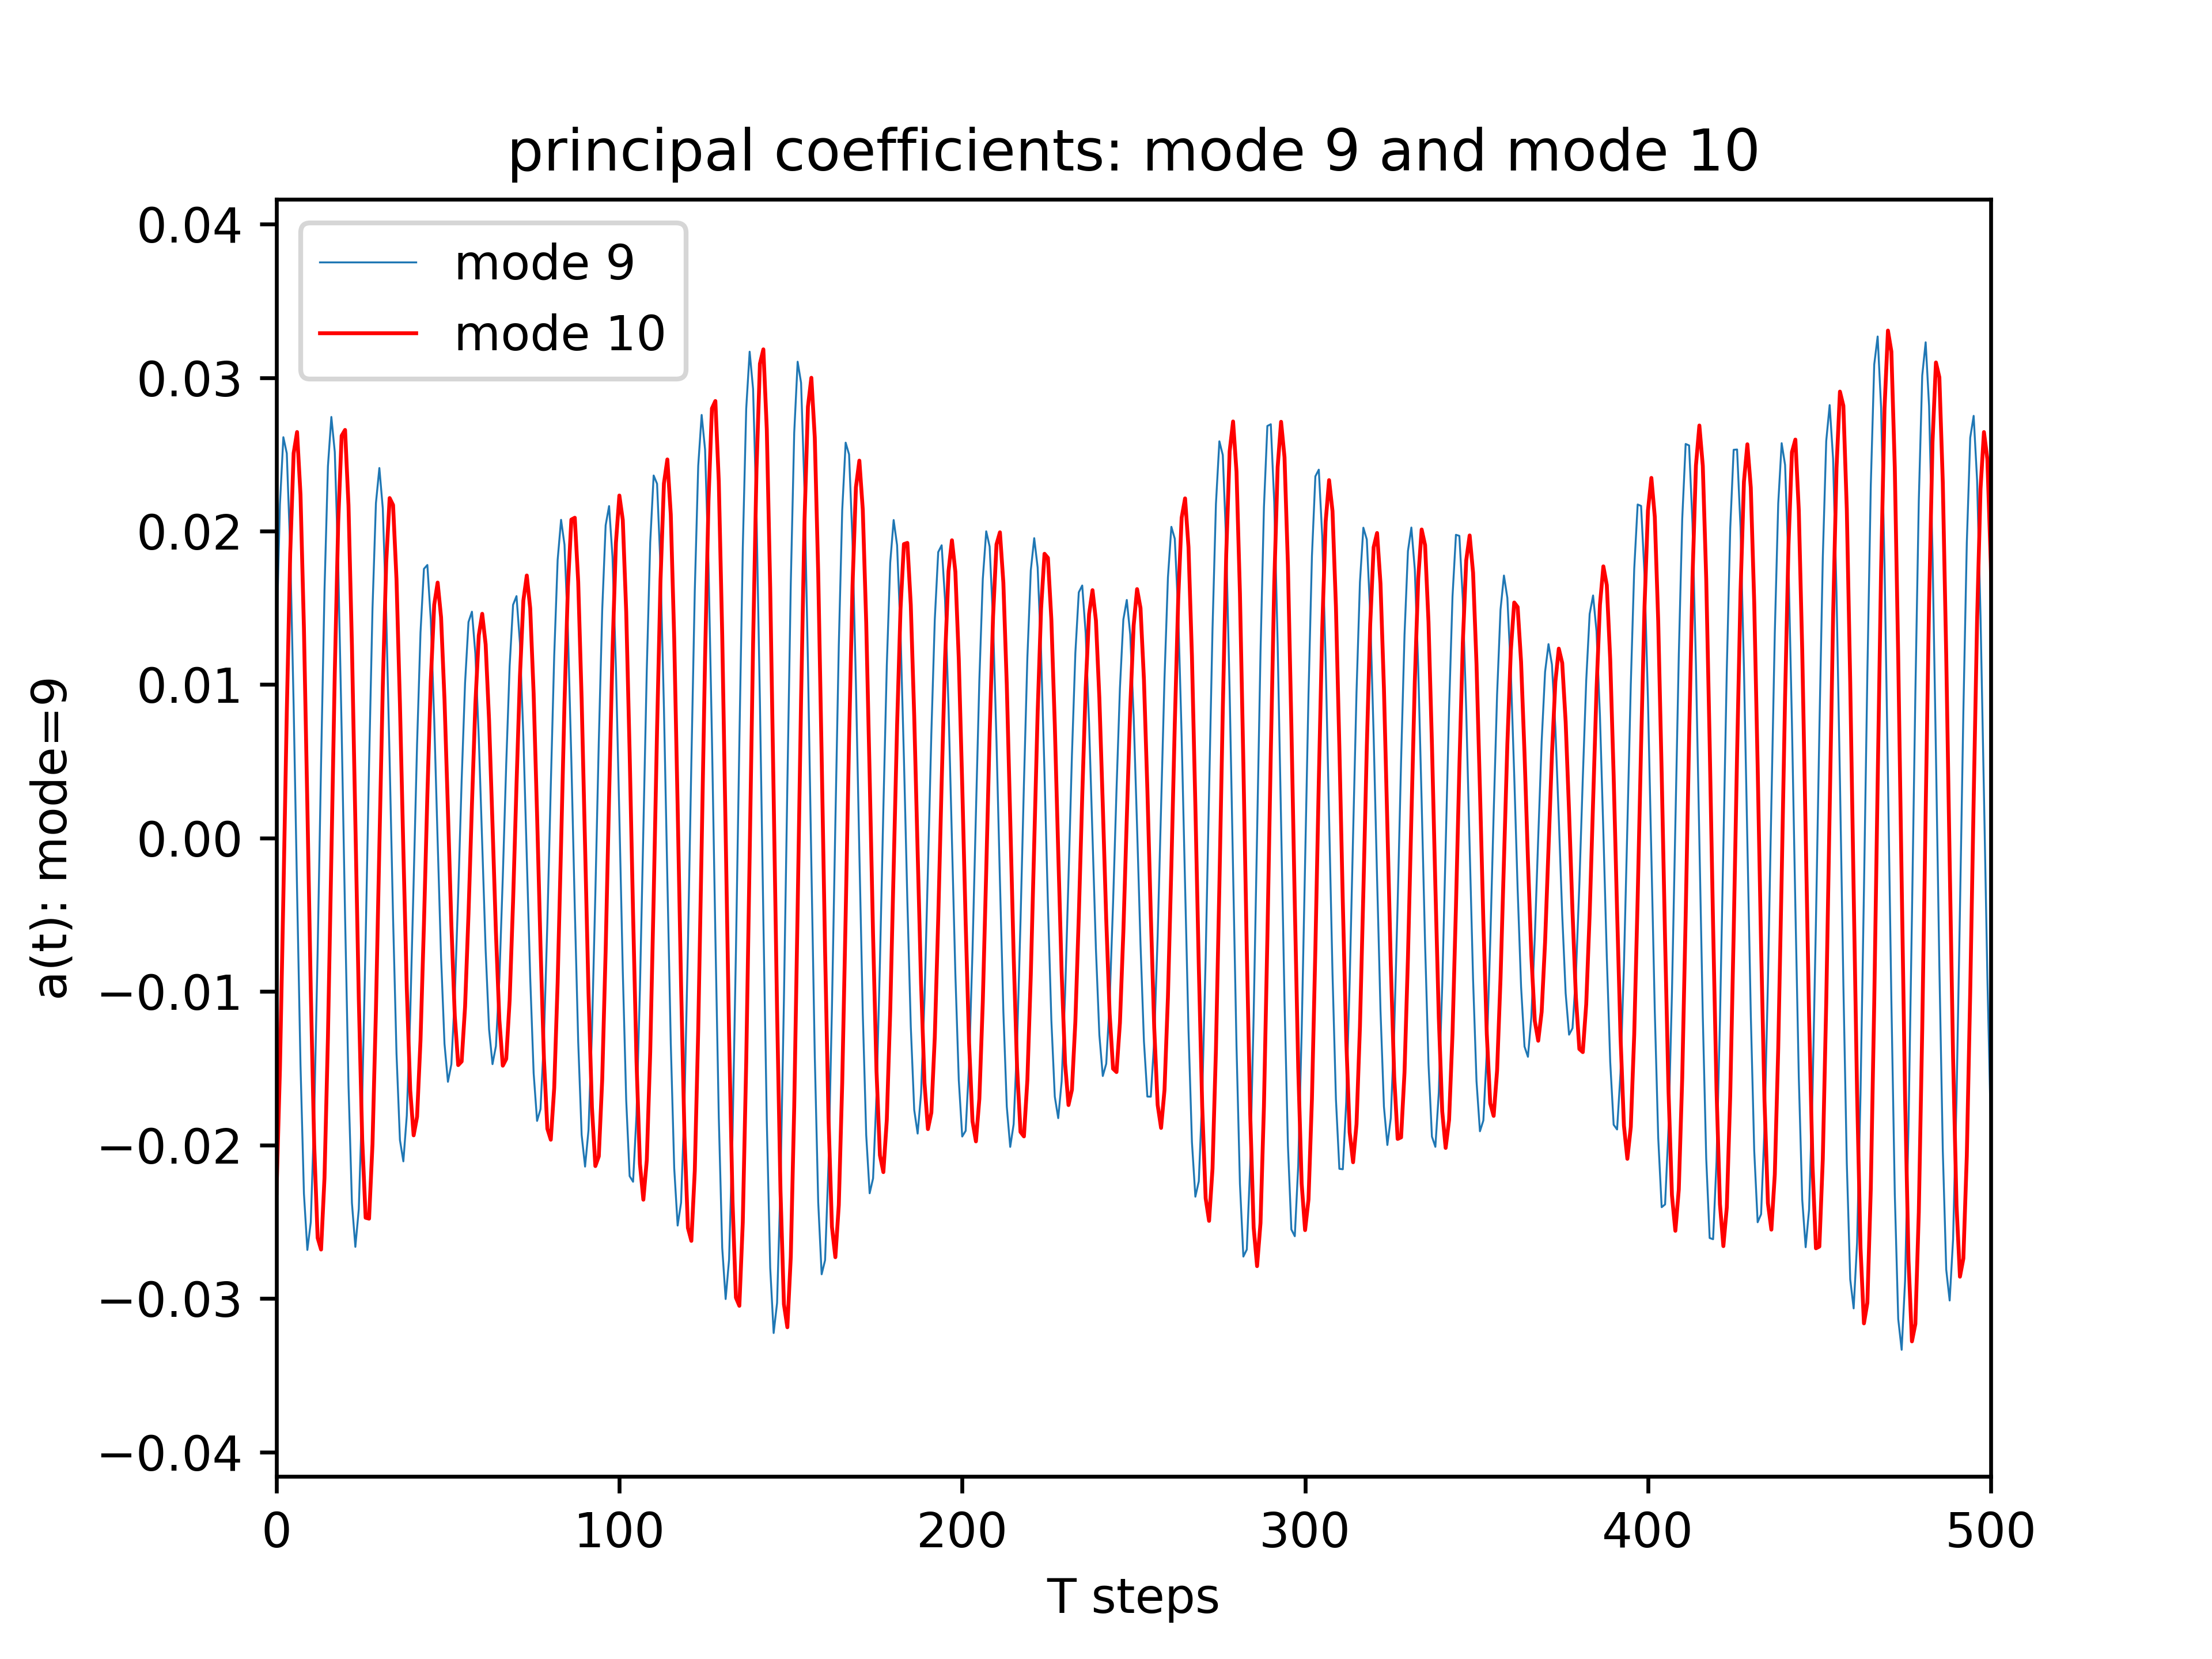 principal coefficients: mode 9 and mode 10
mode 9
mode 10
a(t): mode=9
0.04
0.03
0.02
0.01
0.00
−0.01
−0.02
−0.03
−0.04
0 100 200 300 400 500
T steps